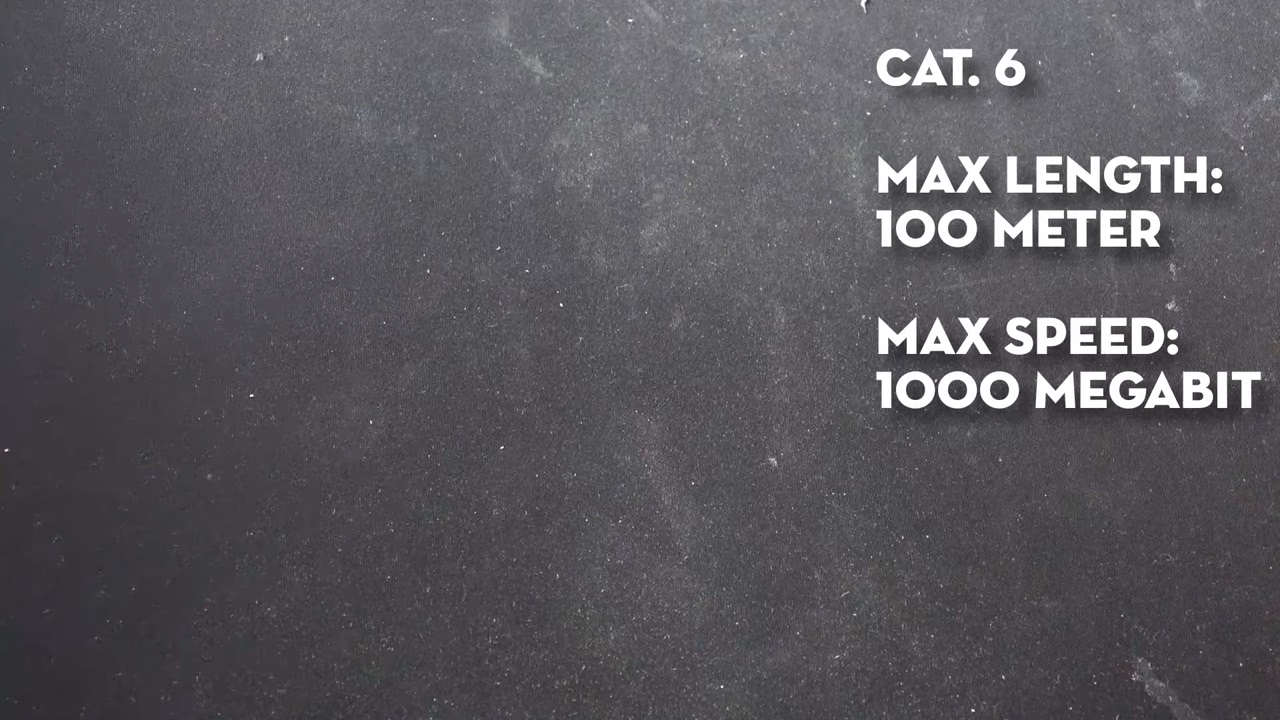 CAT. 6
MAX LENGTH:
100 METER
MAX SPEED:
1000 MEGABIT